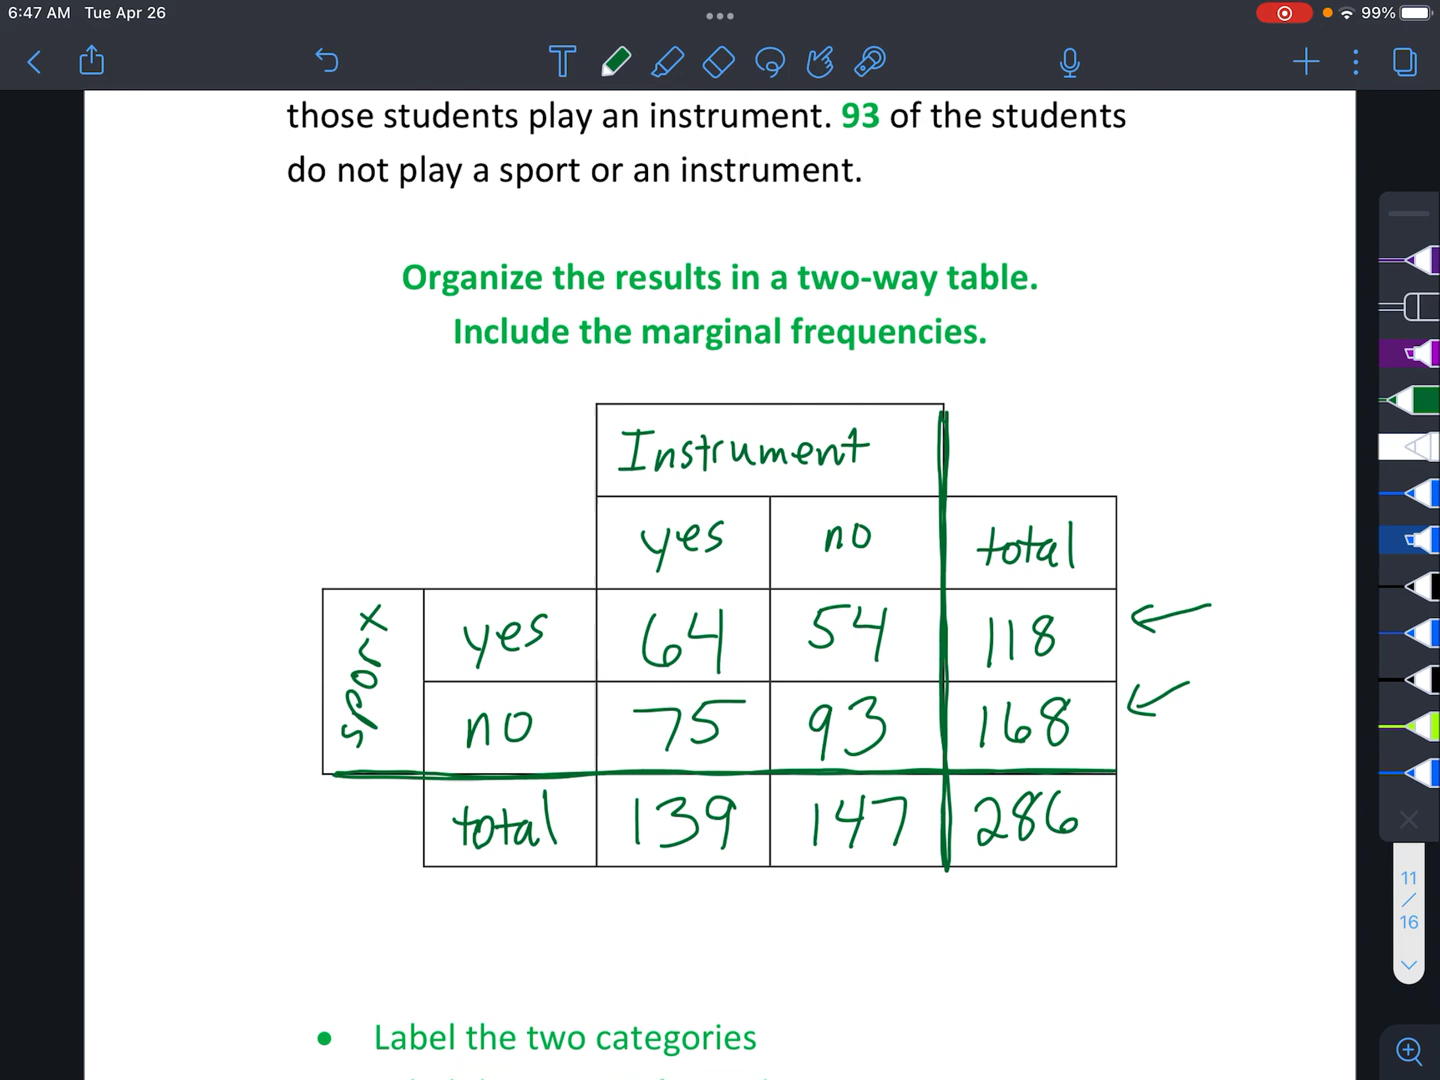 6:47 AM Tue Apr 26
99%
those students play an instrument. 93 of the students
do not play a sport or an instrument.
Organize the results in a two-way table.
Include the marginal frequencies.
Instrument
yes no total
sport yes 64 54 118
no 75 93 168
total 139 147 286
11
/
16
• Label the two categories